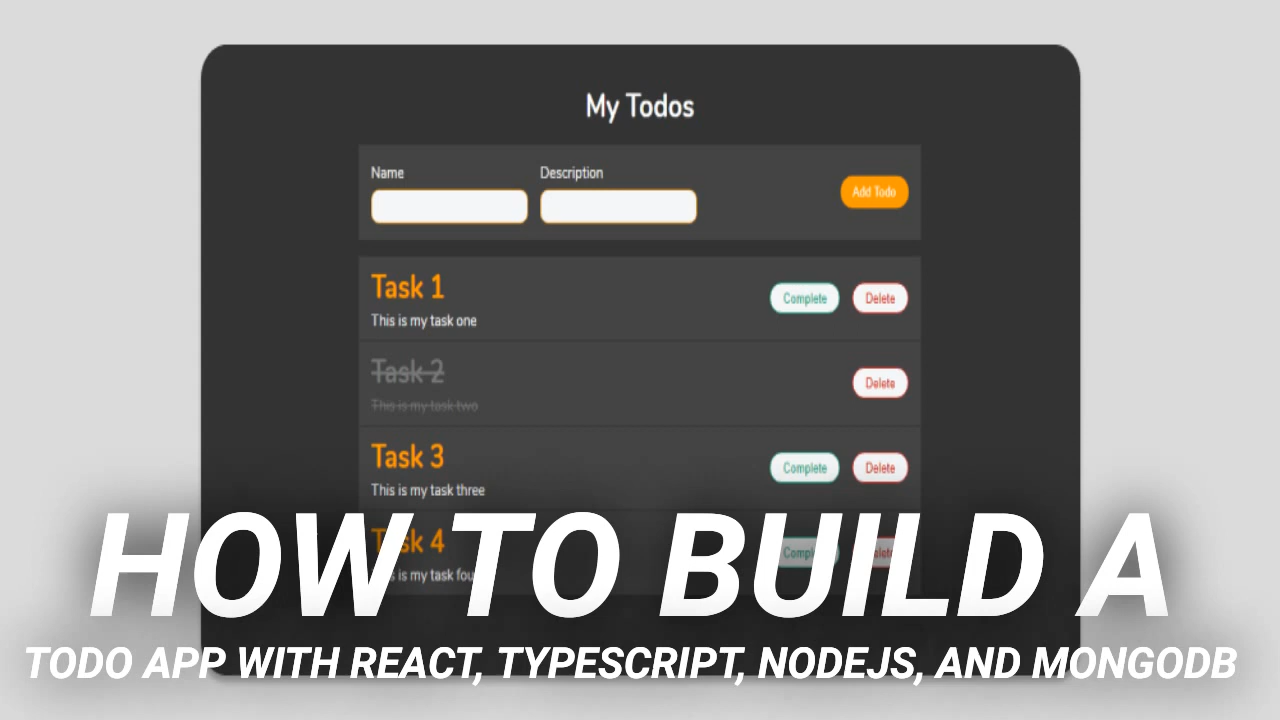 My Todos
Name Description
Add Todo
Task 1
This is my task one
Complete Delete
Task 2
This is my task two
Delete
Task 3
This is my task three
Complete Delete
HOW TO BUILD A
TODO APP WITH REACT, TYPESCRIPT, NODEJS, AND MONGODB